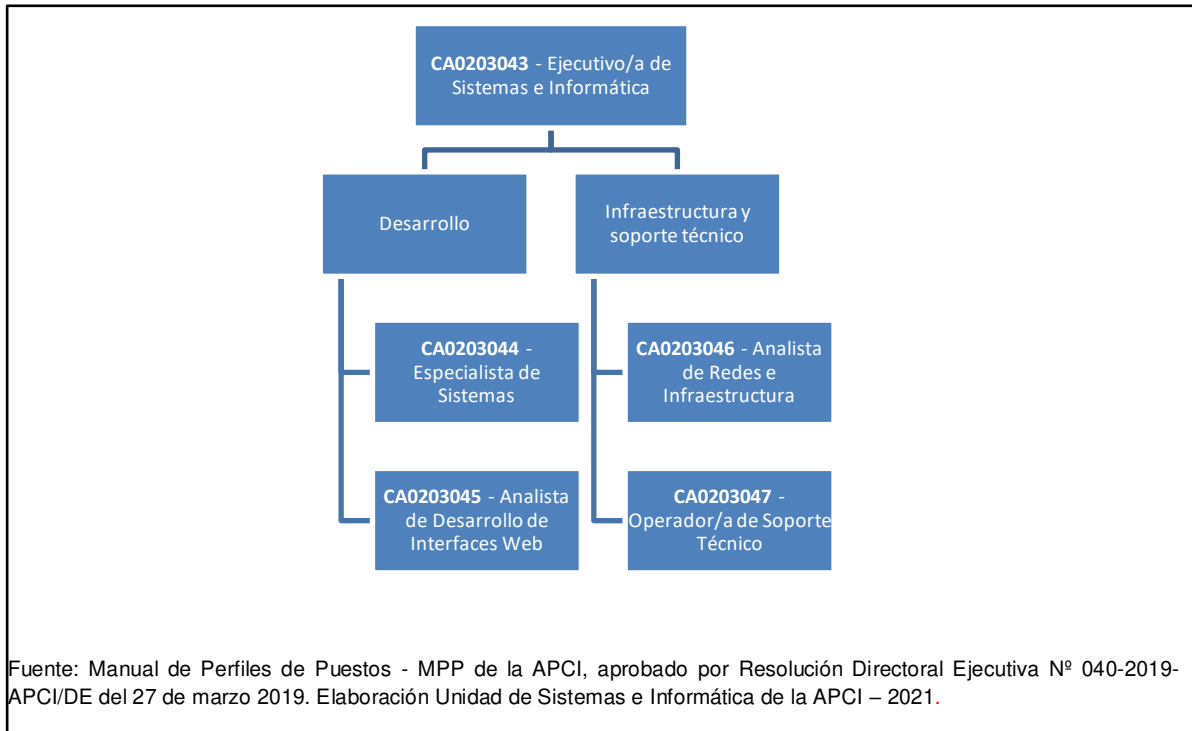 CA0203043 - Ejecutivo/a de
Sistemas e Informática
Desarrollo
Infraestructura y
soporte técnico
CA0203044 -
Especialista de
Sistemas
CA0203046 - Analista
de Redes e
Infraestructura
CA0203045 - Analista
de Desarrollo de
Interfaces Web
CA0203047 -
Operador/a de Soporte
Técnico
Fuente: Manual de Perfiles de Puestos - MPP de la APCI, aprobado por Resolución Directoral Ejecutiva Nº 040-2019-
APCI/DE del 27 de marzo 2019. Elaboración Unidad de Sistemas e Informática de la APCI – 2021.